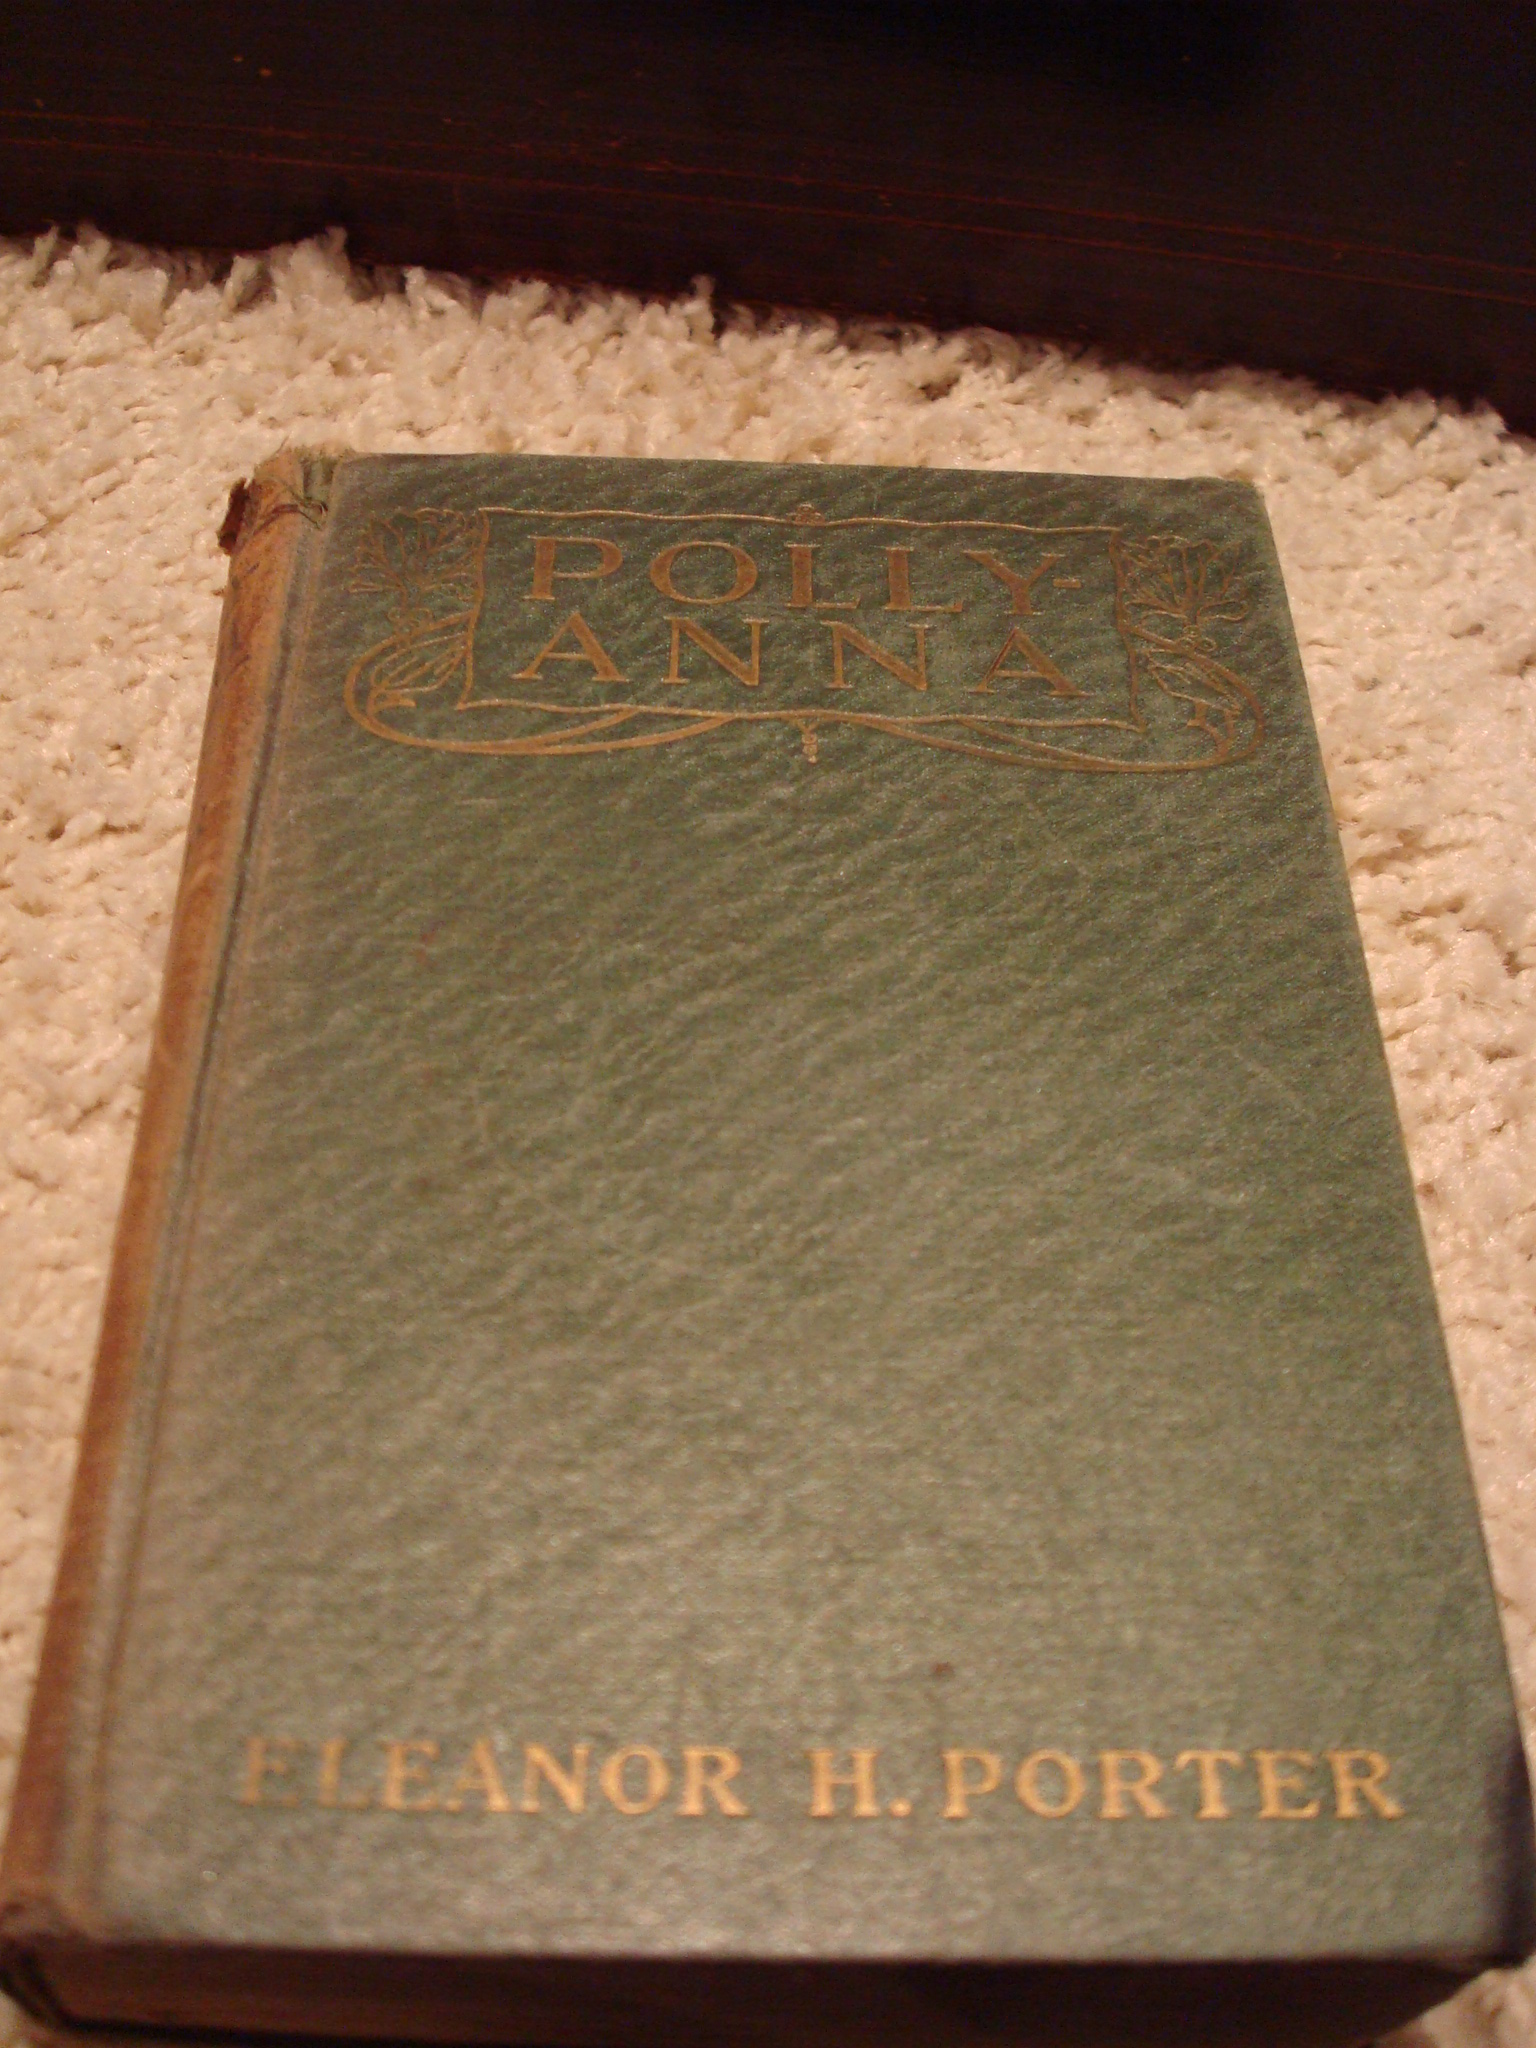 POLLY-
ANNA
ELEANOR H. PORTER